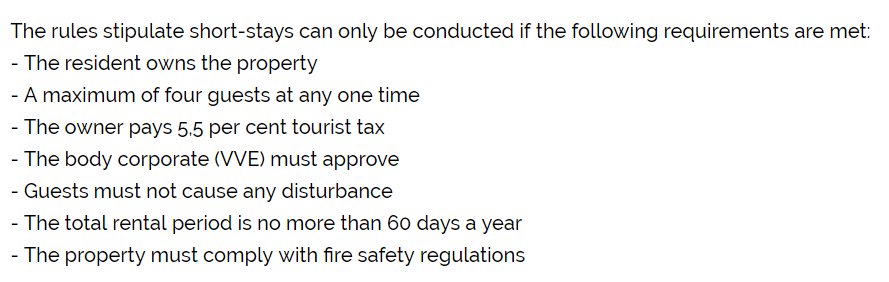 The rules stipulate short-stays can only be conducted if the following requirements are met:
- The resident owns the property
- A maximum of four guests at any one time
- The owner pays 5,5 per cent tourist tax
- The body corporate (VVE) must approve
- Guests must not cause any disturbance
- The total rental period is no more than 60 days a year
- The property must comply with fire safety regulations